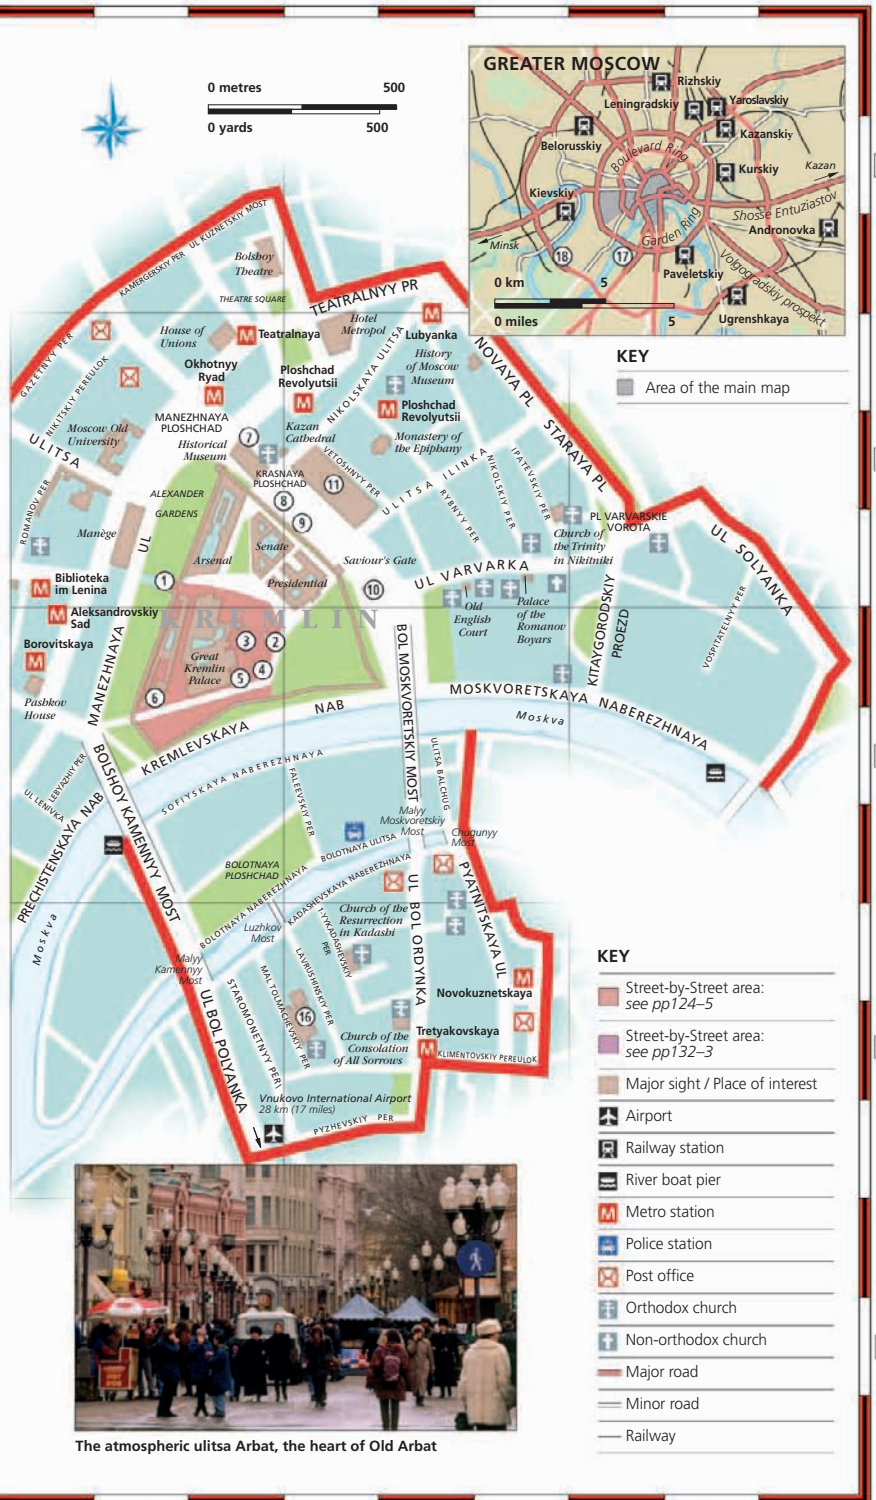 0 metres 500
0 yards 500
GREATER MOSCOW
Rizhskiy
Leningradskiy
Yaroslavskiy
Kazanskiy
Belorusskiy
Boulevard Ring
Kurskiy
Kazan
Kievskiy
Shosse Entuziastov
Garden Ring
Andronovka
Minsk
18
17
Paveletskiy
Volgogradskiy prospekt
0 km 5
0 miles 5
Ugrenshkaya
KEY
Area of the main map
KAMERGERSKIY PER
UL KUZNETSKIY MOST
Bolshoy
Theatre
THEATRE SQUARE
TEATRALNYY PR
GAZETNYY PER
House of
Unions
Teatralnaya
Hotel
Metropol
Lubyanka
NIKITSKIY PEREULOK
Okhotnyy
Ryad
Ploshchad
Revolyutsii
NIKOLSKAYA ULITSA
History
of Moscow
Museum
NOVAYA PL
Ploshchad
Revolyutsii
MANEZHNAYA
PLOSHCHAD
Kazan
Cathedral
Moscow Old
University
ULITSA
Historical
Museum
7
Monastery of
the Epiphany
STARAYA PL
KRASNAYA
PLOSHCHAD
VETOSHNYY PER
11
ULITSA ILINKA
RYBNYY PER
NIKOLSKIY PER
IPATEVSKIY PER
ROMANOV PER
ALEXANDER
GARDENS
8
9
PL VARVARSKIE
VOROTA
UL SOLYANKA
Manège
UL
Arsenal
Senate
Saviour's Gate
Church of
the Trinity
in Nikitniki
Presidential
UL VARVARKA
Biblioteka
im Lenina
1
10
Aleksandrovskiy
Sad
KREMLIN
Old
English
Court
Palace
of the
Romanov
Boyars
KITAYGORODSKIY
PROEZD
VOSPITATELNYY PER
Borovitskaya
MANEZHNAYA
Great
Kremlin
Palace
3
2
4
5
6
BOL MOSKVORETSKIY MOST
Pashkov
House
KREMLEVSKAYA NAB
MOSKVORETSKAYA NABEREZHNAYA
Moskva
LEBYAZHIY PER
UL LENIVKA
PRECHISTENSKAYA NAB
BOLSHOY KAMENNYY MOST
SOFIYSKAYA NABEREZHNAYA
FALEEVSKIY PER
ULITSA BALCHUG
Malyy
Moskvoretskiy
Most
Chugunyy
Most
BOLOTNAYA
PLOSHCHAD
BOLOTNAYA ULITSA
BOLOTNAYA NABEREZHNAYA
KADASHEVSKAYA NABEREZHNAYA
PYATNITSKAYA UL
UL BOL ORDYNKA
Moskva
Luzhkov
Most
Church of the
Resurrection
in Kadashi
1-YYKADASHEVSKIY
PER
Malyy
Kamennyy
Most
LAVRUSHINSKIY PER
MAL TOLMACHEVSKIY PER
STAROMONETNYY PERI
UL BOL POLYANKA
16
Novokuznetskaya
Church of the
Consolation
of All Sorrows
Tretyakovskaya
KLIMENTOVSKIY PEREULOK
Vnukovo International Airport
28 km (17 miles)
PYZHEVSKIY PER
KEY
Street-by-Street area:
see pp124–5
Street-by-Street area:
see pp132–3
Major sight / Place of interest
Airport
Railway station
River boat pier
Metro station
Police station
Post office
Orthodox church
Non-orthodox church
Major road
Minor road
Railway
The atmospheric ulitsa Arbat, the heart of Old Arbat